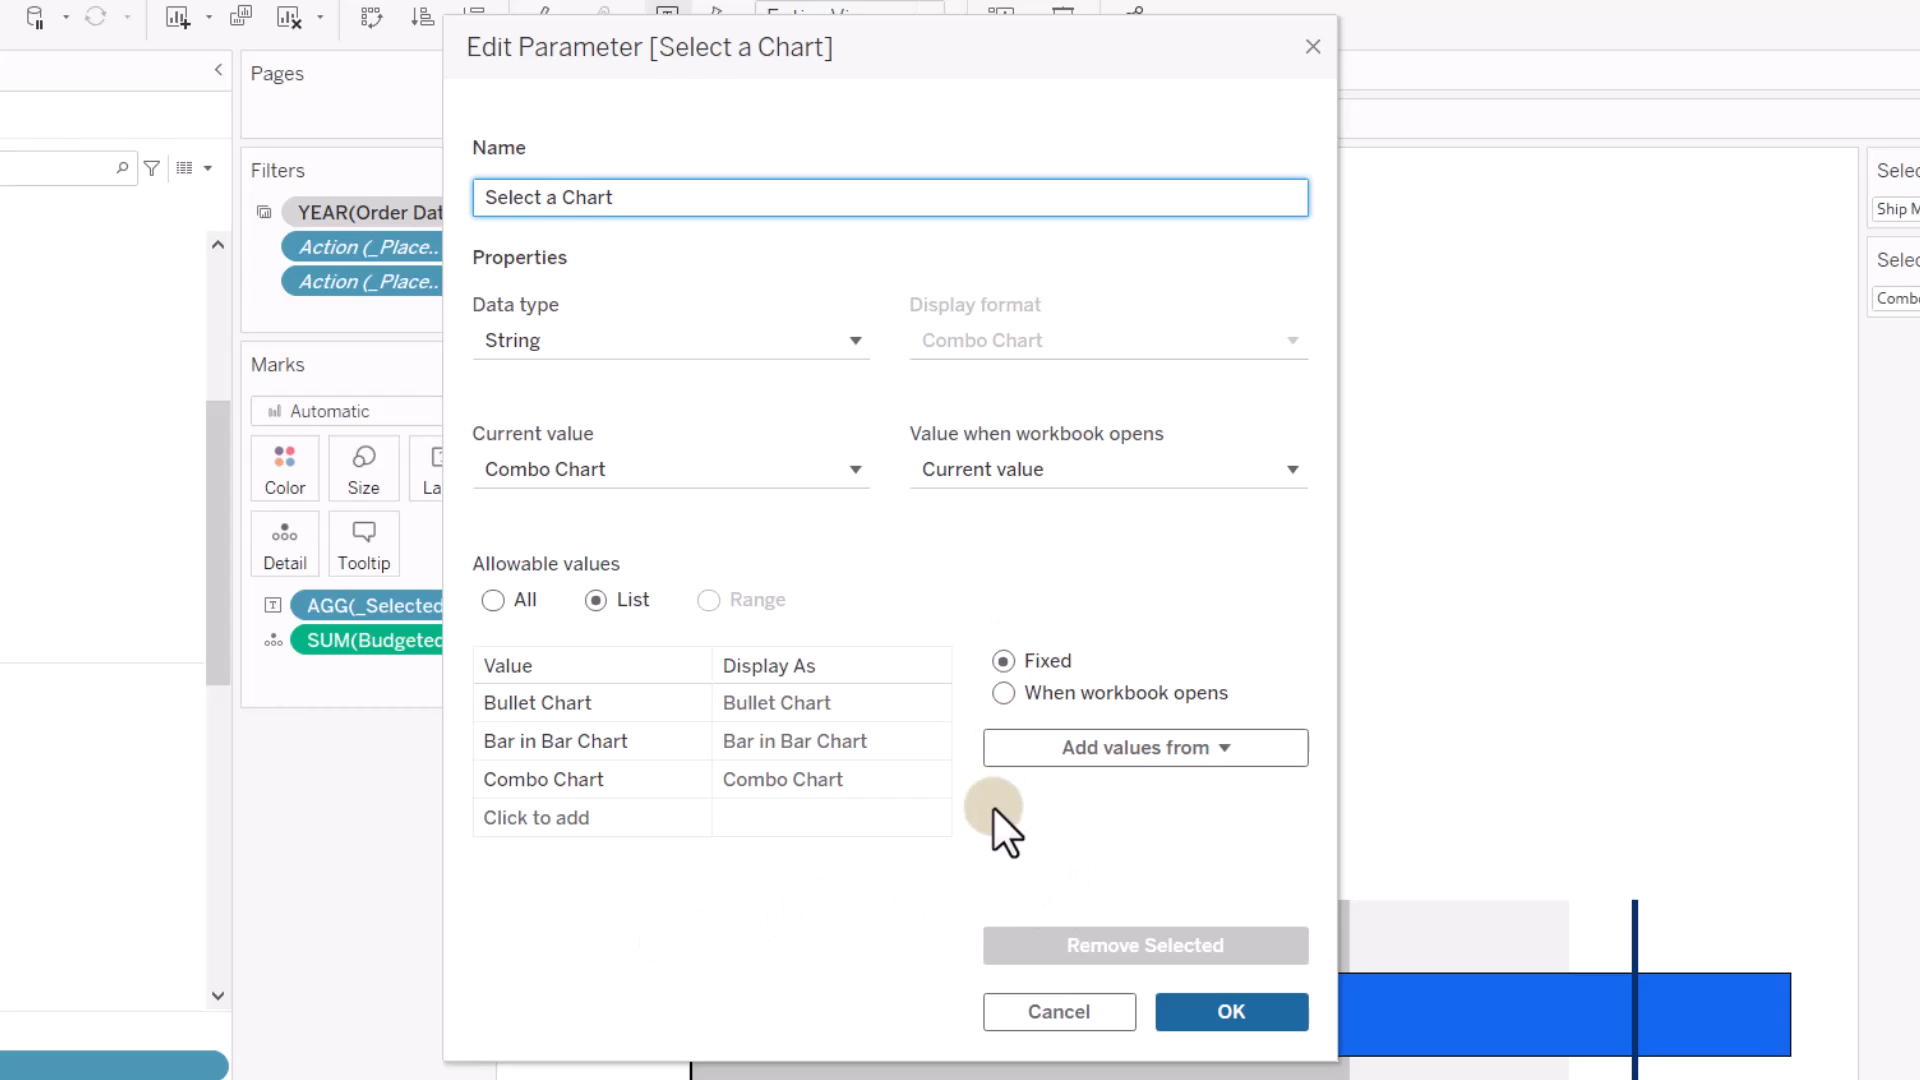 Edit Parameter [Select a Chart]
Pages
Name
Filters
Select a Chart
YEAR(Order Dat
Ship M
Action (_Place..
Properties
Action (_Place..
Data type
Display format
String
Combo Chart
Combo
Marks
Automatic
Current value
Value when workbook opens
Combo Chart
Current value
Color
Size
La
Detail
Tooltip
Allowable values
All
List
Range
AGG(_Selected
SUM(Budgeted
Value
Display As
Fixed
Bullet Chart
Bullet Chart
When workbook opens
Bar in Bar Chart
Bar in Bar Chart
Add values from
Combo Chart
Combo Chart
Click to add
Remove Selected
Cancel
OK